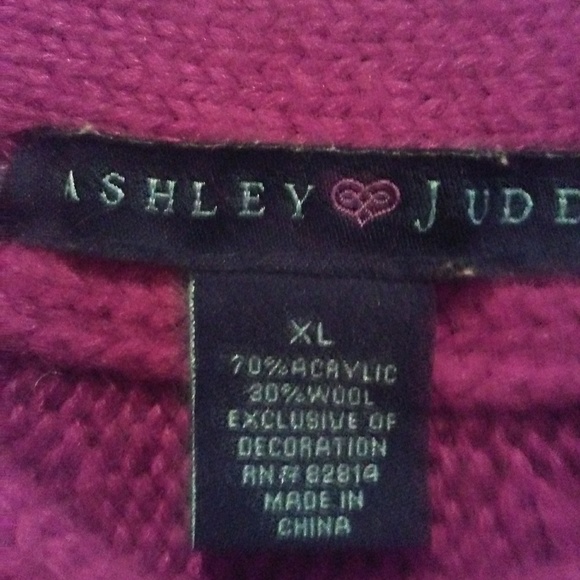 ASHLEY JUDD
XL
70% ACRYLIC
30% WOOL
EXCLUSIVE OF
DECORATION
RN# 82814
MADE IN
CHINA